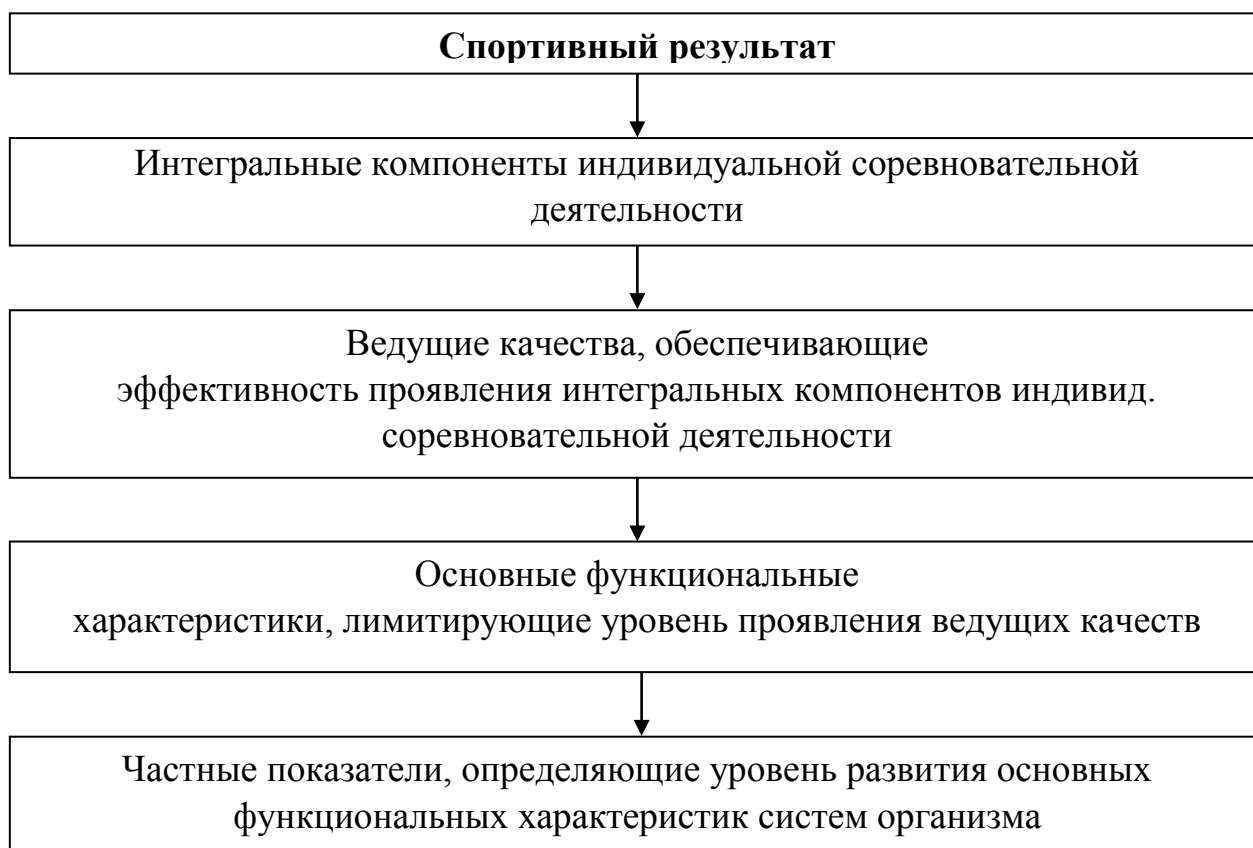 Спортивный результат
Интегральные компоненты индивидуальной соревновательной
деятельности
Ведущие качества, обеспечивающие
эффективность проявления интегральных компонентов индивид.
соревновательной деятельности
Основные функциональные
характеристики, лимитирующие уровень проявления ведущих качеств
Частные показатели, определяющие уровень развития основных
функциональных характеристик систем организма